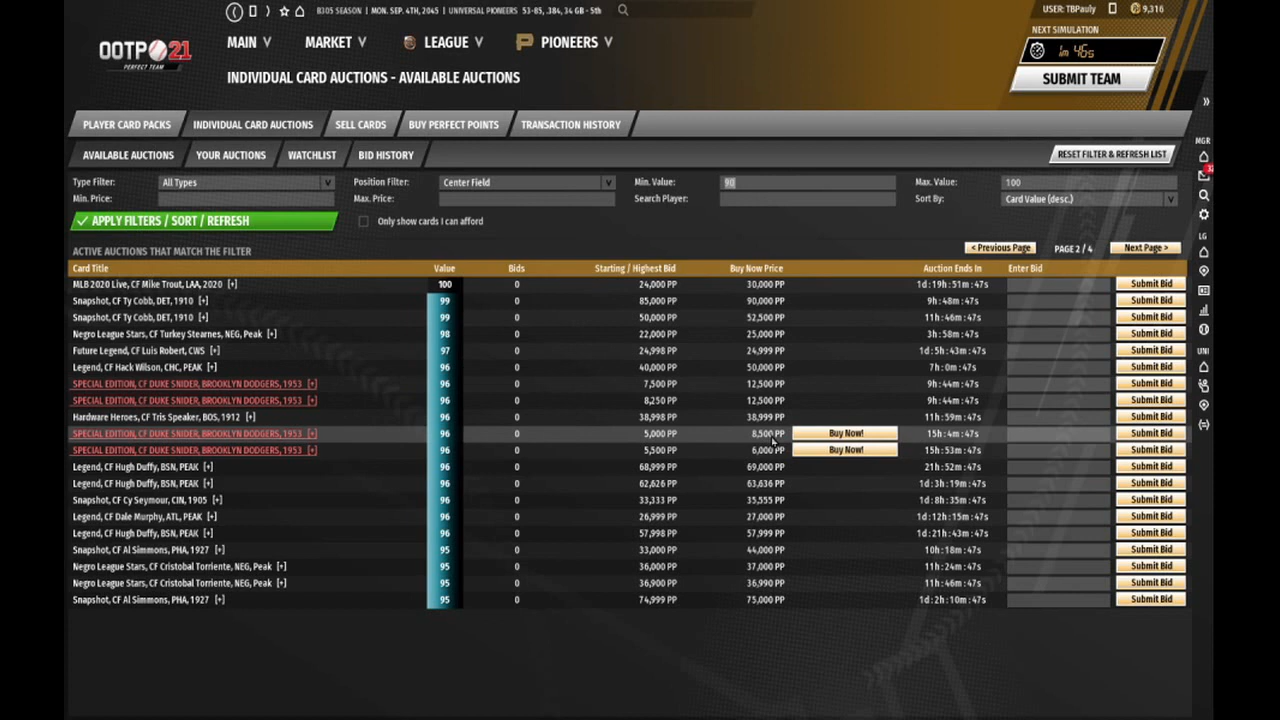 B305 SEASON | MON. SEP. 4TH, 2045 | UNIVERSAL PIONEERS 53-85, .384, 34 GB - 5th
USER: TBPauly 9,316
OOTP 21
PERFECT TEAM
MAIN MARKET LEAGUE P PIONEERS
NEXT SIMULATION
1m 46s
INDIVIDUAL CARD AUCTIONS - AVAILABLE AUCTIONS
SUBMIT TEAM
PLAYER CARD PACKS INDIVIDUAL CARD AUCTIONS SELL CARDS BUY PERFECT POINTS TRANSACTION HISTORY
MGR
AVAILABLE AUCTIONS YOUR AUCTIONS WATCHLIST BID HISTORY RESET FILTER & REFRESH LIST
Type Filter: All Types Position Filter: Center Field Min. Value: 90 Max. Value: 100
Min. Price: Max. Price: Search Player: Sort By: Card Value (desc.)
APPLY FILTERS / SORT / REFRESH Only show cards I can afford
LG
ACTIVE AUCTIONS THAT MATCH THE FILTER < Previous Page PAGE 2 / 4 Next Page >
Card Title Value Bids Starting / Highest Bid Buy Now Price Auction Ends In Enter Bid
MLB 2020 Live, CF Mike Trout, LAA, 2020 [+] 100 0 24,000 PP 30,000 PP 1d:19h:51m:47s Submit Bid
Snapshot, CF Ty Cobb, DET, 1910 [+] 99 0 85,000 PP 90,000 PP 9h:48m:47s Submit Bid
Snapshot, CF Ty Cobb, DET, 1910 [+] 99 0 50,000 PP 52,500 PP 11h:46m:47s Submit Bid
Negro League Stars, CF Turkey Stearnes, NEG, Peak [+] 98 0 22,000 PP 25,000 PP 3h:58m:47s Submit Bid
Future Legend, CF Luis Robert, CWS [+] 97 0 24,998 PP 24,999 PP 1d:5h:43m:47s Submit Bid
UNI
Legend, CF Hack Wilson, CHC, PEAK [+] 96 0 40,000 PP 50,000 PP 7h:0m:47s Submit Bid
SPECIAL EDITION, CF DUKE SNIDER, BROOKLYN DODGERS, 1953 [+] 96 0 7,500 PP 12,500 PP 9h:44m:47s Submit Bid
SPECIAL EDITION, CF DUKE SNIDER, BROOKLYN DODGERS, 1953 [+] 96 0 8,250 PP 12,500 PP 9h:44m:47s Submit Bid
Hardware Heroes, CF Tris Speaker, BOS, 1912 [+] 96 0 38,998 PP 38,999 PP 11h:59m:47s Submit Bid
SPECIAL EDITION, CF DUKE SNIDER, BROOKLYN DODGERS, 1953 [+] 96 0 5,000 PP 8,500 PP Buy Now! 15h:4m:47s Submit Bid
SPECIAL EDITION, CF DUKE SNIDER, BROOKLYN DODGERS, 1953 [+] 96 0 5,500 PP 6,000 PP Buy Now! 15h:53m:47s Submit Bid
Legend, CF Hugh Duffy, BSN, PEAK [+] 96 0 68,999 PP 69,000 PP 21h:52m:47s Submit Bid
Legend, CF Hugh Duffy, BSN, PEAK [+] 96 0 62,626 PP 63,636 PP 1d:3h:19m:47s Submit Bid
Snapshot, CF Cy Seymour, CIN, 1905 [+] 96 0 33,333 PP 35,555 PP 1d:8h:35m:47s Submit Bid
Legend, CF Dale Murphy, ATL, PEAK [+] 96 0 26,999 PP 27,000 PP 1d:12h:15m:47s Submit Bid
Legend, CF Hugh Duffy, BSN, PEAK [+] 96 0 57,998 PP 57,999 PP 1d:21h:43m:47s Submit Bid
Snapshot, CF Al Simmons, PHA, 1927 [+] 95 0 33,000 PP 44,000 PP 10h:18m:47s Submit Bid
Negro League Stars, CF Cristobal Torriente, NEG, Peak [+] 95 0 36,000 PP 37,000 PP 11h:24m:47s Submit Bid
Negro League Stars, CF Cristobal Torriente, NEG, Peak [+] 95 0 36,900 PP 36,990 PP 11h:46m:47s Submit Bid
Snapshot, CF Al Simmons, PHA, 1927 [+] 95 0 74,999 PP 75,000 PP 1d:2h:10m:47s Submit Bid